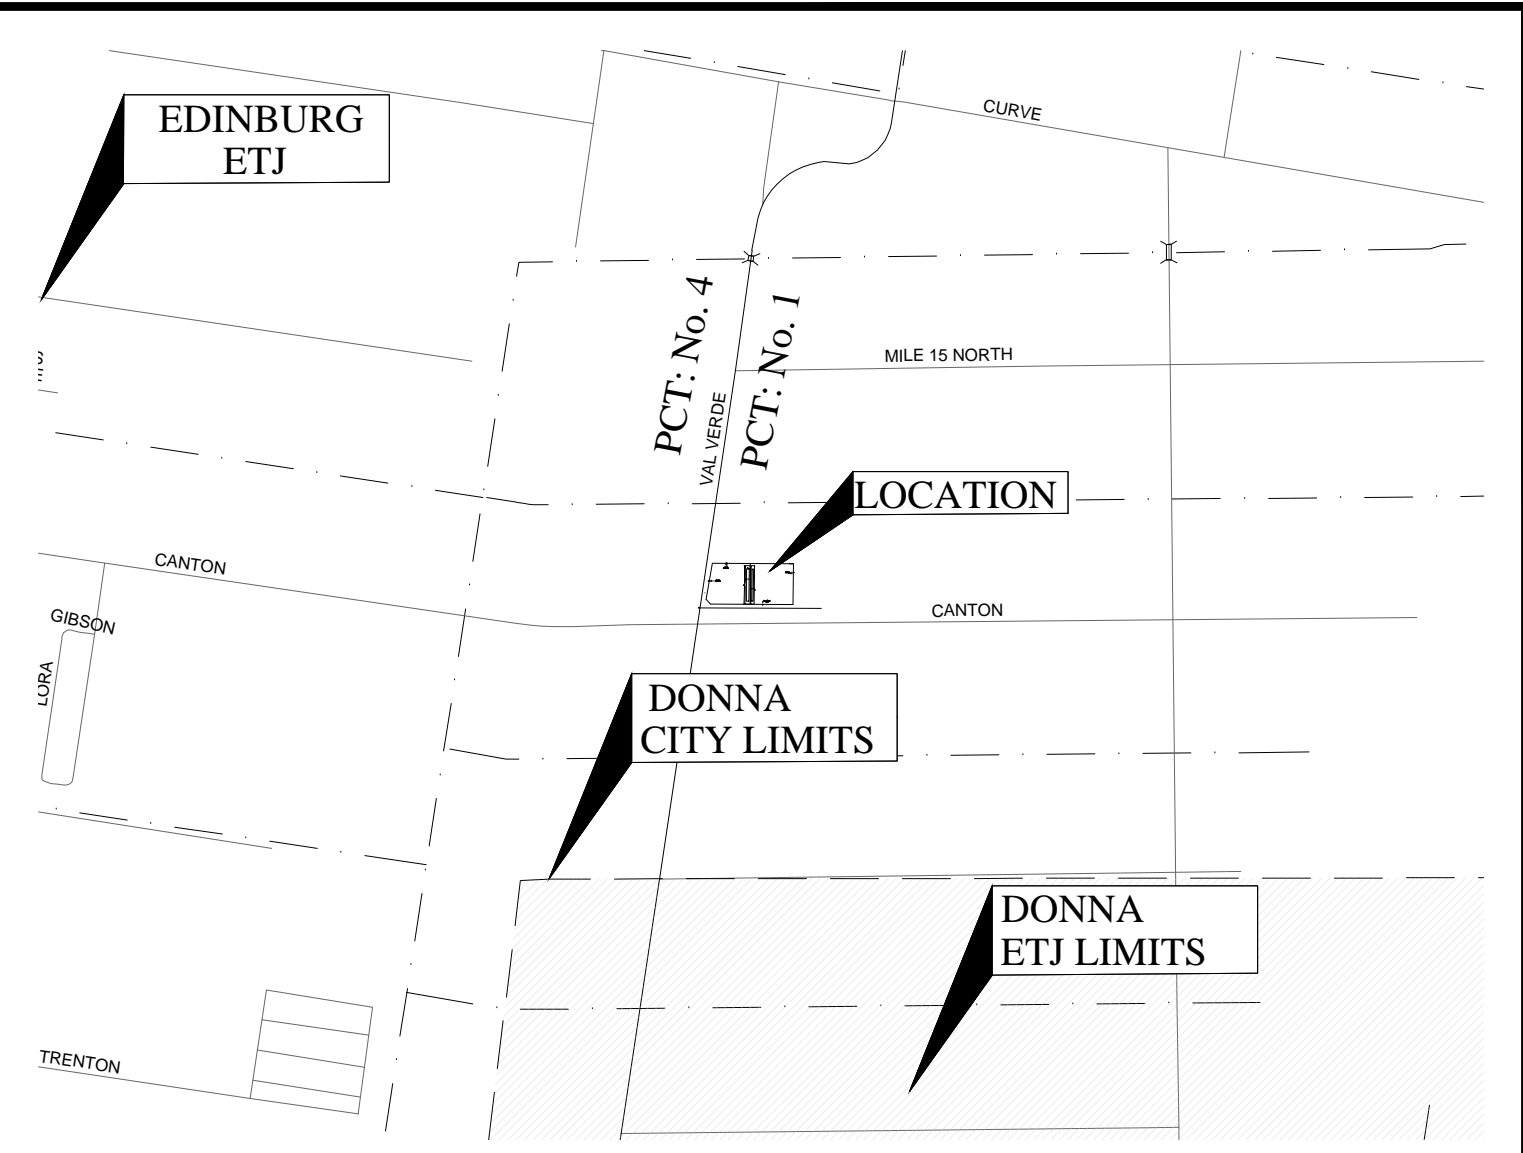 CURVE
EDINBURG
ETJ
PCT: No. 4
PCT: No. 1
MILE 15 NORTH
VAL VERDE
LOCATION
CANTON
GIBSON
CANTON
LORA
DONNA
CITY LIMITS
DONNA
ETJ LIMITS
TRENTON